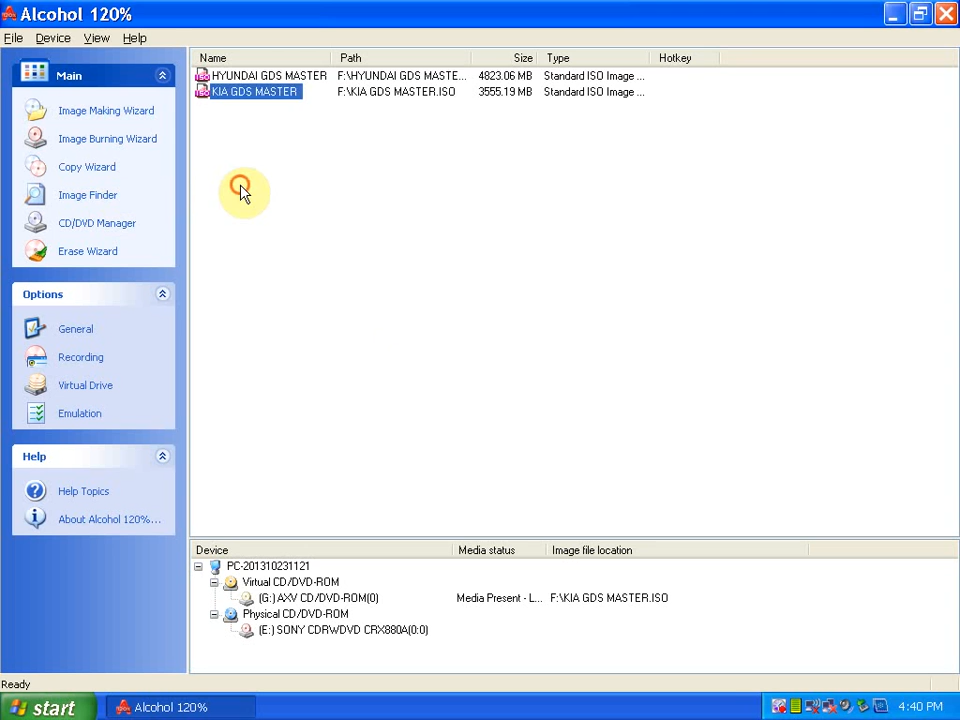 Alcohol 120%
File Device View Help
Main
Image Making Wizard
Image Burning Wizard
Copy Wizard
Image Finder
CD/DVD Manager
Erase Wizard
Options
General
Recording
Virtual Drive
Emulation
Help
Help Topics
About Alcohol 120%...
Name Path Size Type Hotkey
HYUNDAI GDS MASTER F:\HYUNDAI GDS MASTE... 4823.06 MB Standard ISO Image ...
KIA GDS MASTER F:\KIA GDS MASTER.ISO 3555.19 MB Standard ISO Image ...
Device Media status Image file location
PC-201310231121
Virtual CD/DVD-ROM
(G:) AXV CD/DVD-ROM(0) Media Present - L... F:\KIA GDS MASTER.ISO
Physical CD/DVD-ROM
(E:) SONY CDRWDVD CRX880A(0:0)
Ready
start Alcohol 120% 4:40 PM